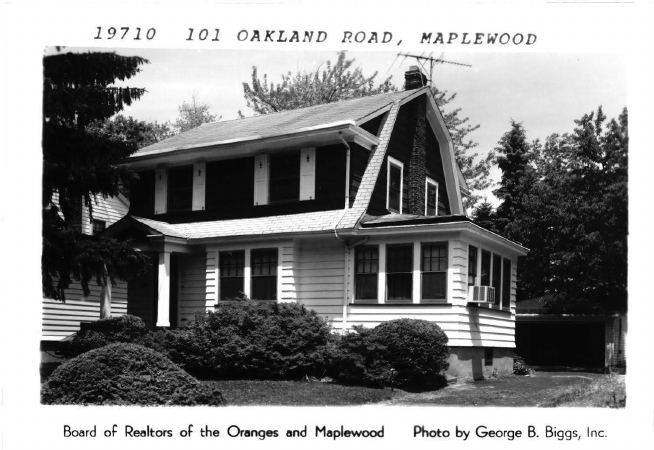 19710 101 OAKLAND ROAD, MAPLEWOOD
Board of Realtors of the Oranges and Maplewood Photo by George B. Biggs, Inc.